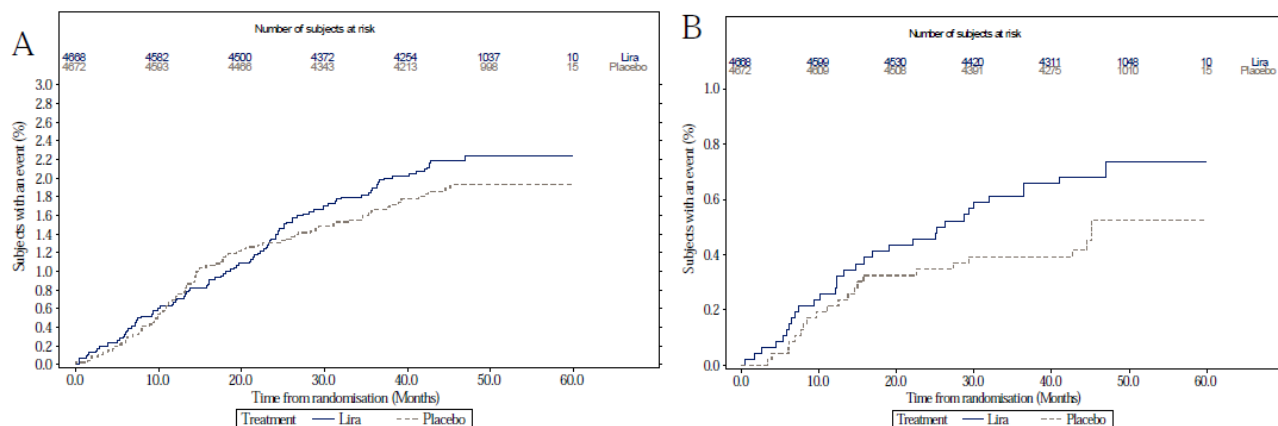 A
Number of subjects at risk
4668 4582 4500 4372 4254 1037 10 Lira
4672 4593 4466 4343 4213 998 15 Placebo
3.0
2.8
2.6
2.4
2.2
2.0
1.8
1.6
1.4
1.2
1.0
0.8
0.6
0.4
0.2
0.0
Subjects with an event (%)
0.0 10.0 20.0 30.0 40.0 50.0 60.0
Time from randomisation (Months)
Treatment Lira Placebo
B
Number of subjects at risk
4668 4599 4530 4420 4311 1048 10 Lira
4672 4609 4508 4391 4275 1010 15 Placebo
1.0
0.8
0.6
0.4
0.2
0.0
Subjects with an event (%)
0.0 10.0 20.0 30.0 40.0 50.0 60.0
Time from randomisation (Months)
Treatment Lira Placebo